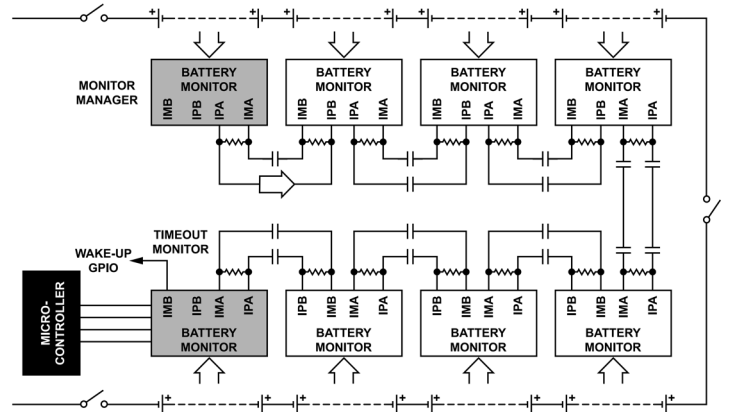 + + + + + + + +
BATTERY MONITOR BATTERY MONITOR BATTERY MONITOR BATTERY MONITOR
IMB IPB IPA IMA IMB IPB IPA IMA IMB IPB IPA IMA IMB IPB IPA IMA
MONITOR
MANAGER
TIMEOUT
MONITOR
WAKE-UP
GPIO
MICRO-
CONTROLLER
IMB IPB IMA IPA IPB IMB IMA IPA IPB IMB IMA IPA IPB IMB IMA IPA
BATTERY MONITOR BATTERY MONITOR BATTERY MONITOR BATTERY MONITOR
+ + + + + + + +